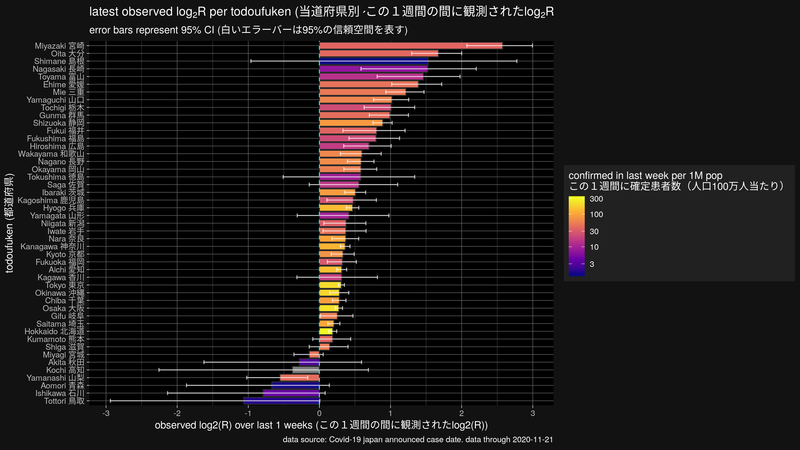 latest observed log2R per todoufuken (当道府県別･この１週間の間に観測されたlog2R
error bars represent 95% CI (白いエラーバーは95%の信頼空間を表す)
todoufuken (都道府県)
Miyazaki 宮崎
Oita 大分
Shimane 島根
Nagasaki 長崎
Toyama 富山
Ehime 愛媛
Mie 三重
Yamaguchi 山口
Tochigi 栃木
Gunma 群馬
Shizuoka 静岡
Fukui 福井
Fukushima 福島
Hiroshima 広島
Wakayama 和歌山
Nagano 長野
Okayama 岡山
Tokushima 徳島
Saga 佐賀
Ibaraki 茨城
Kagoshima 鹿児島
Hyogo 兵庫
Yamagata 山形
Niigata 新潟
Iwate 岩手
Nara 奈良
Kanagawa 神奈川
Kyoto 京都
Fukuoka 福岡
Aichi 愛知
Kagawa 香川
Tokyo 東京
Okinawa 沖縄
Chiba 千葉
Osaka 大阪
Gifu 岐阜
Saitama 埼玉
Hokkaido 北海道
Kumamoto 熊本
Shiga 滋賀
Miyagi 宮城
Akita 秋田
Kochi 高知
Yamanashi 山梨
Aomori 青森
Ishikawa 石川
Tottori 鳥取
-3 -2 -1 0 1 2 3
observed log2(R) over last 1 weeks (この１週間の間に観測されたlog2(R))
data source: Covid-19 japan announced case date. data through 2020-11-21
confirmed in last week per 1M pop
この１週間に確定患者数（人口100万人当たり）
300
100
30
10
3